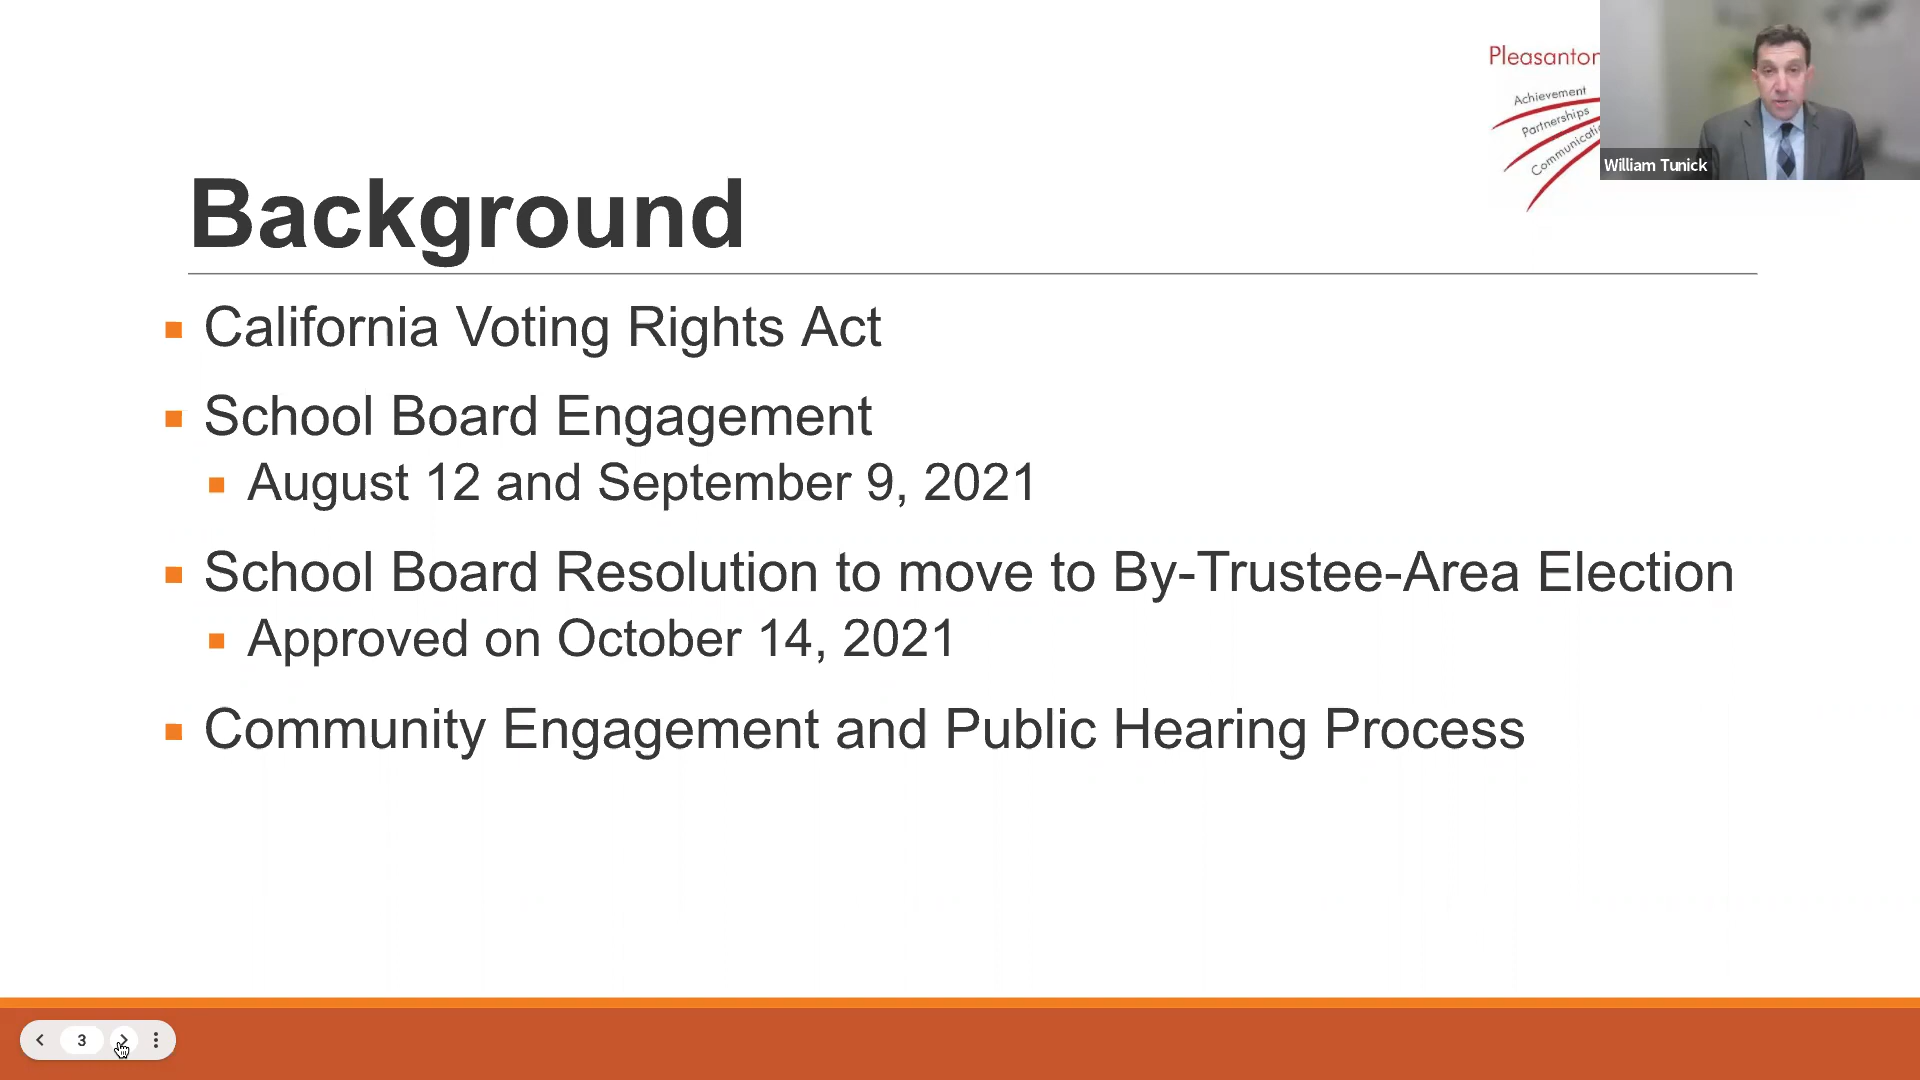 Pleasanton
Achievement
Partnerships
William Tunick
Background
California Voting Rights Act
School Board Engagement
August 12 and September 9, 2021
School Board Resolution to move to By-Trustee-Area Election
Approved on October 14, 2021
Community Engagement and Public Hearing Process
3